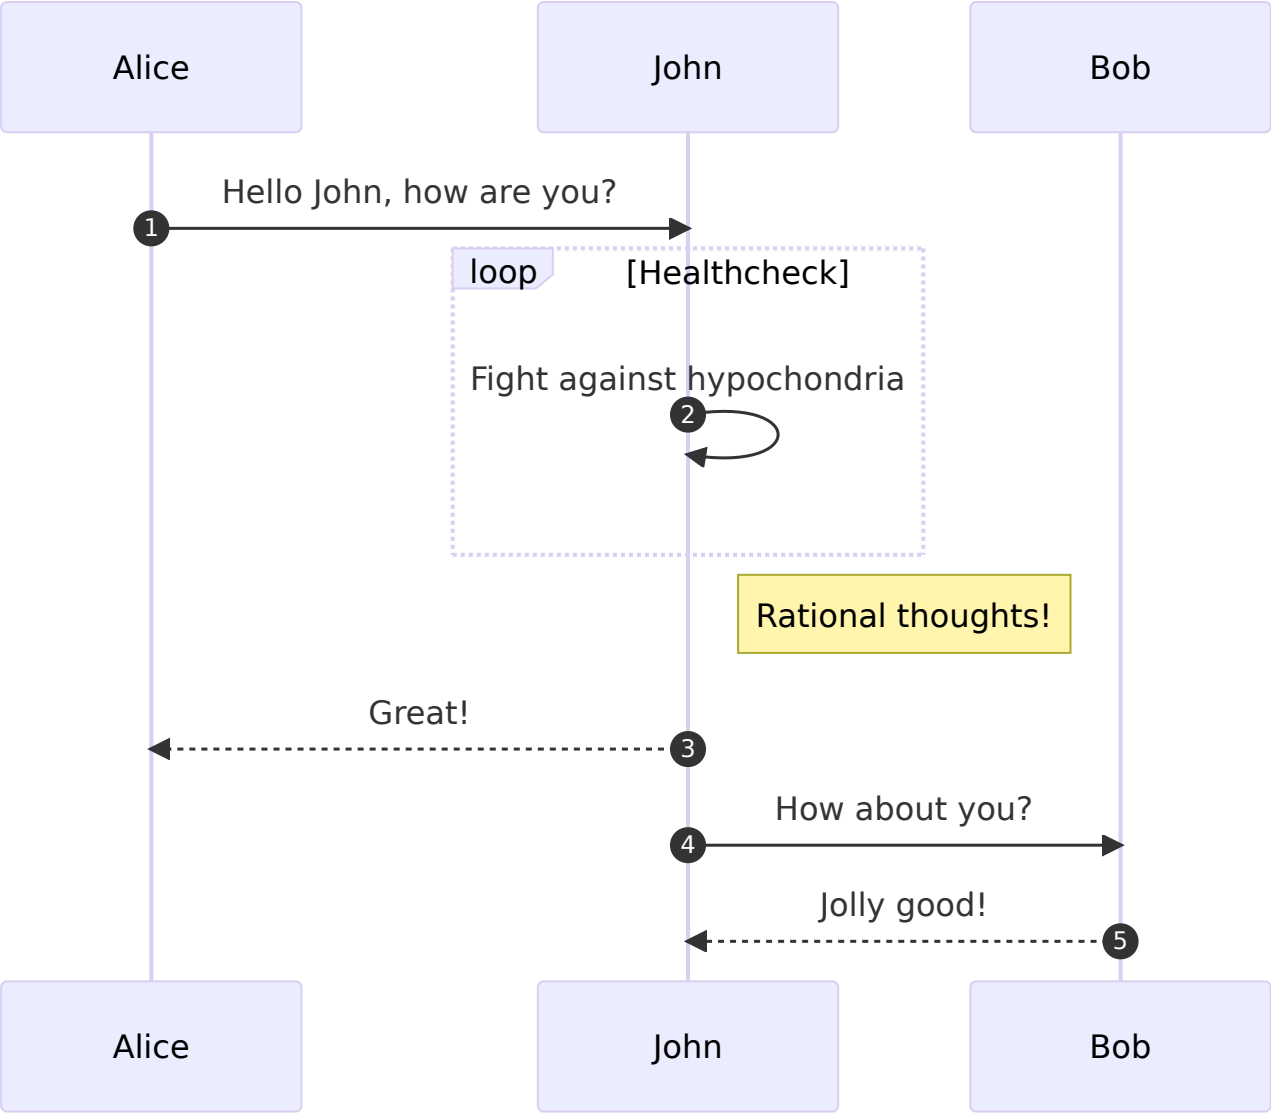 Alice
John
Bob
Hello John, how are you?
1
loop
[Healthcheck]
Fight against hypochondria
2
Rational thoughts!
Great!
3
How about you?
4
Jolly good!
5
Alice
John
Bob